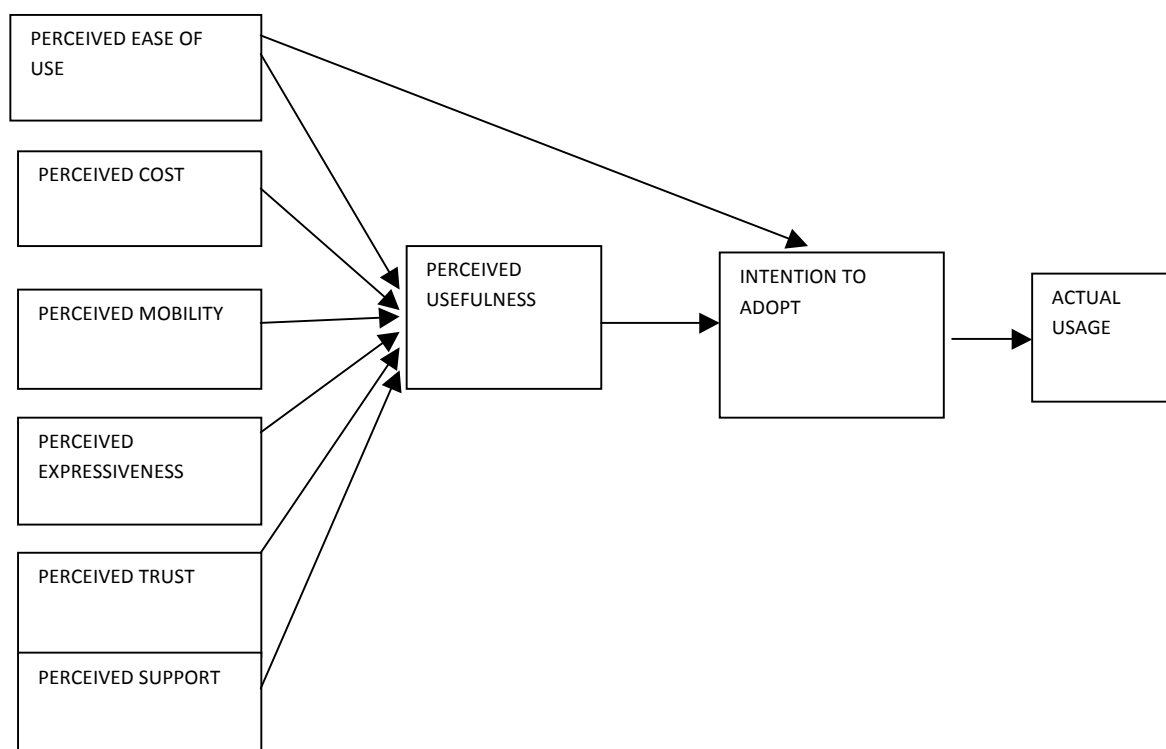 PERCEIVED EASE OF
USE
PERCEIVED COST
PERCEIVED MOBILITY
PERCEIVED
EXPRESSIVENESS
PERCEIVED TRUST
PERCEIVED SUPPORT
PERCEIVED
USEFULNESS
INTENTION TO
ADOPT
ACTUAL
USAGE